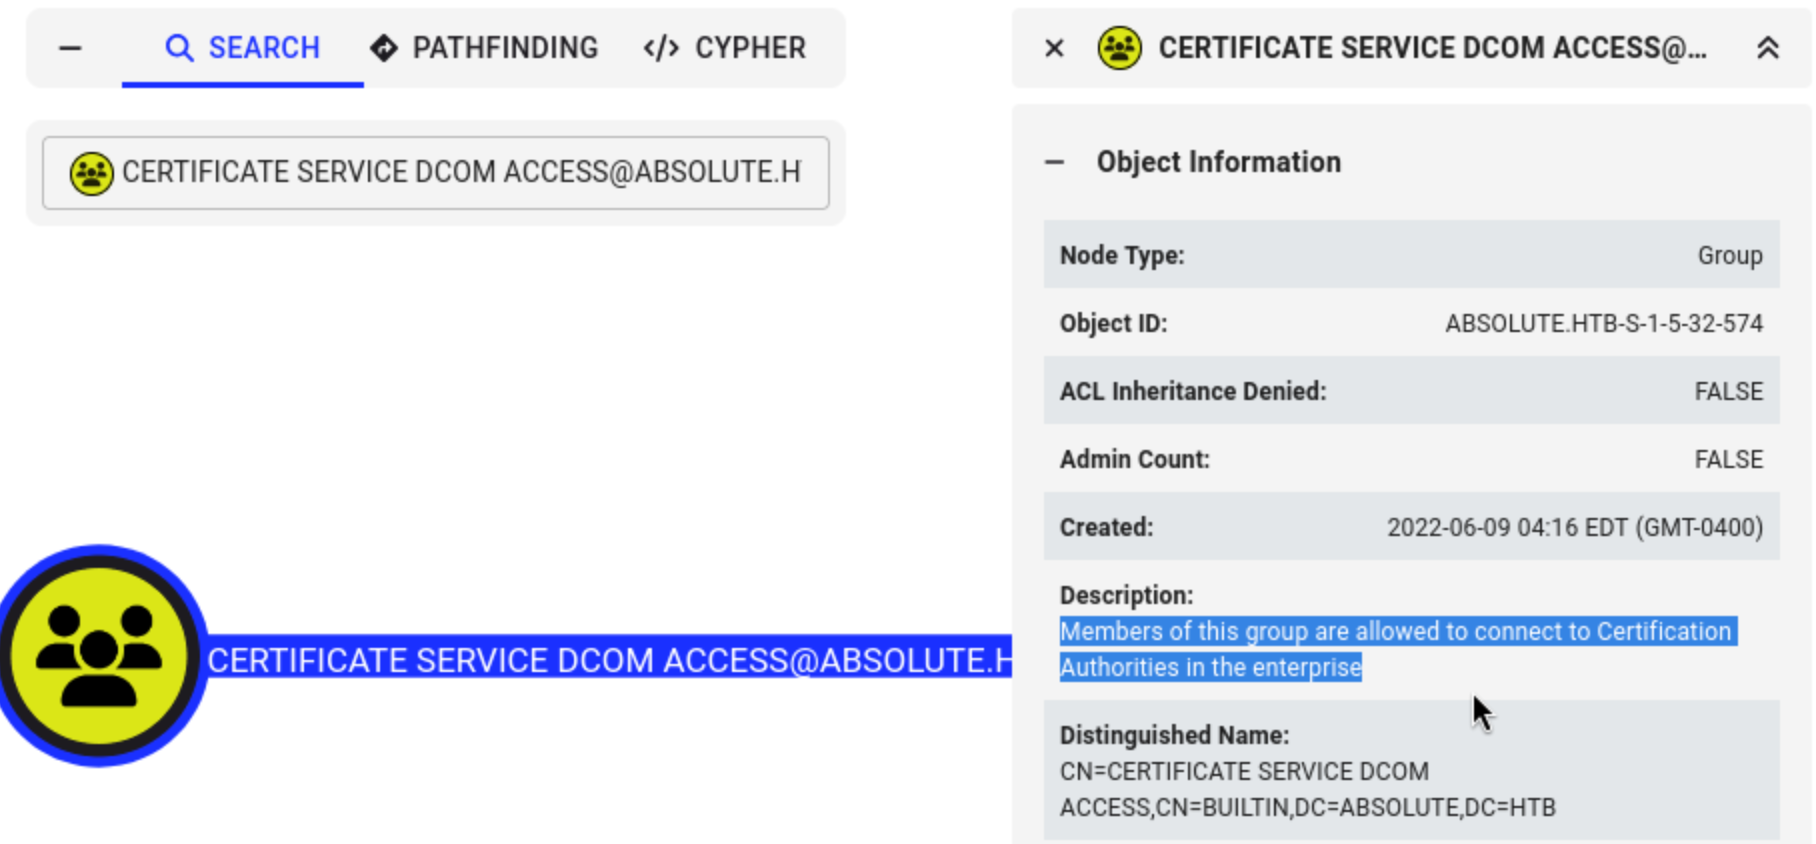 SEARCH
PATHFINDING
</> CYPHER
CERTIFICATE SERVICE DCOM ACCESS@ABSOLUTE.H
CERTIFICATE SERVICE DCOM ACCESS@ABSOLUTE.H
CERTIFICATE SERVICE DCOM ACCESS@...
Object Information
Node Type: Group
Object ID: ABSOLUTE.HTB-S-1-5-32-574
ACL Inheritance Denied: FALSE
Admin Count: FALSE
Created: 2022-06-09 04:16 EDT (GMT-0400)
Description:
Members of this group are allowed to connect to Certification
Authorities in the enterprise
Distinguished Name:
CN=CERTIFICATE SERVICE DCOM
ACCESS,CN=BUILTIN,DC=ABSOLUTE,DC=HTB